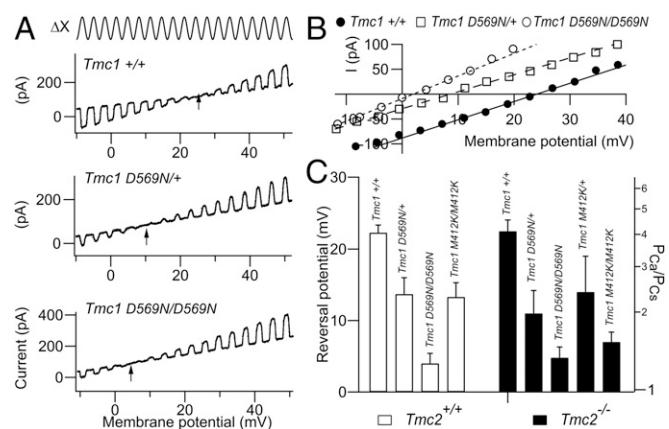 A
ΔX
Tmc1 +/+
(pA)
200
0
0 20 40
Tmc1 D569N/+
(pA)
200
0
0 20 40
Tmc1 D569N/D569N
Current (pA)
400
200
0
0 20 40
Membrane potential (mV)
B
Tmc1 +/+ Tmc1 D569N/+ Tmc1 D569N/D569N
I (pA)
100
50
-50
-100
10 20 30 40
Membrane potential (mV)
C
Reversal potential (mV)
30
20
10
0
Tmc1 +/+
Tmc1 D569N/+
Tmc1 D569N/D569N
Tmc1 M412K/M412K
Tmc1 +/+
Tmc1 D569N/+
Tmc1 D569N/D569N
Tmc1 M412K/+
Tmc1 M412K/M412K
6
5
4
3
2
1
PCa/PCs
Tmc2+/+
Tmc2-/-